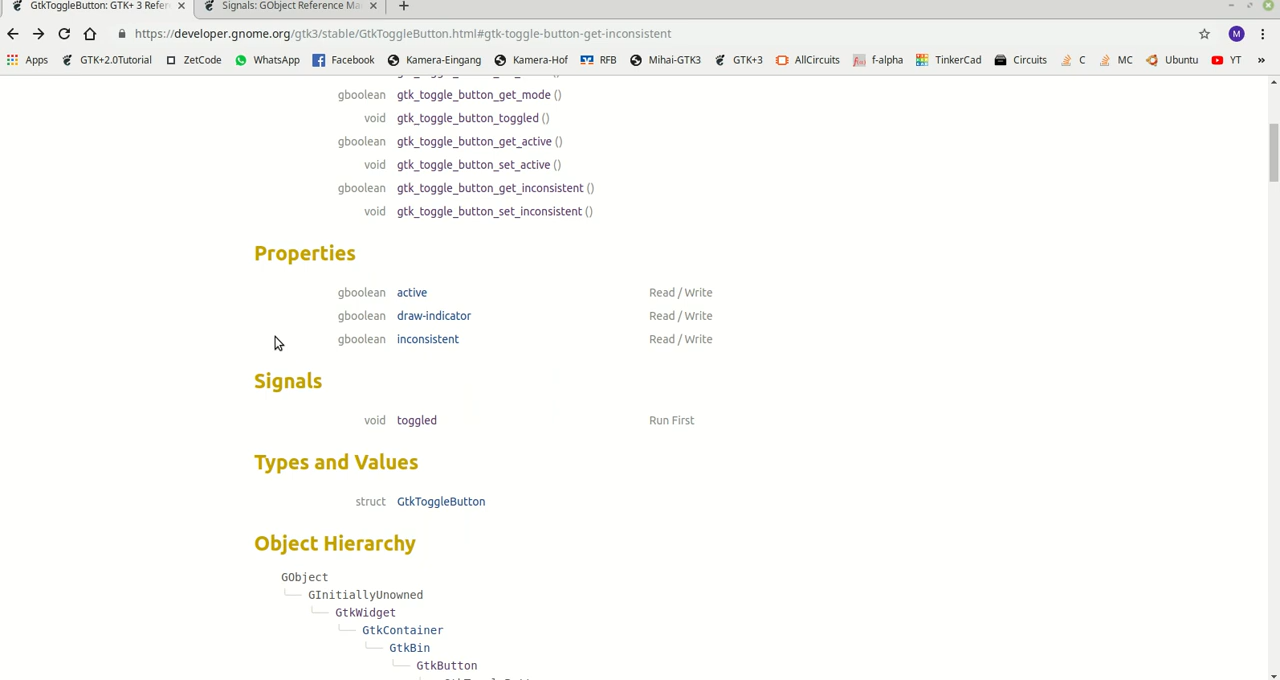 GtkToggleButton: GTK+ 3 Refer
Signals: GObject Reference Ma
https://developer.gnome.org/gtk3/stable/GtkToggleButton.html#gtk-toggle-button-get-inconsistent
M
Apps GTK+2.0Tutorial ZetCode WhatsApp Facebook Kamera-Eingang Kamera-Hof RFB Mihai-GTK3 GTK+3 AllCircuits f-alpha TinkerCad Circuits C MC Ubuntu YT »
gboolean gtk_toggle_button_get_mode ()
void gtk_toggle_button_toggled ()
gboolean gtk_toggle_button_get_active ()
void gtk_toggle_button_set_active ()
gboolean gtk_toggle_button_get_inconsistent ()
void gtk_toggle_button_set_inconsistent ()
Properties
gboolean active Read / Write
gboolean draw-indicator Read / Write
gboolean inconsistent Read / Write
Signals
void toggled Run First
Types and Values
struct GtkToggleButton
Object Hierarchy
GObject
GInitiallyUnowned
GtkWidget
GtkContainer
GtkBin
GtkButton